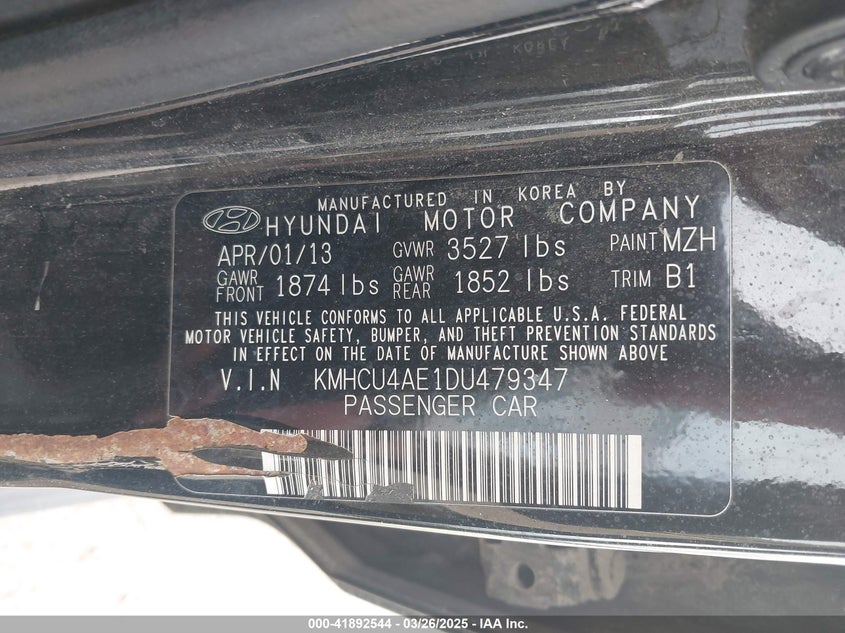 IN KOREA
MANUFACTURED IN KOREA BY
HYUNDAI MOTOR COMPANY
APR/01/13 GVWR 3527 lbs PAINT MZH
GAWR FRONT 1874 lbs GAWR REAR 1852 lbs TRIM B1
THIS VEHICLE CONFORMS TO ALL APPLICABLE U.S.A. FEDERAL
MOTOR VEHICLE SAFETY, BUMPER, AND THEFT PREVENTION STANDARDS
IN EFFECT ON THE DATE OF MANUFACTURE SHOWN ABOVE
V.I.N KMHCU4AE1DU479347
PASSENGER CAR
000-41892544 — 03/26/2025 — IAA Inc.